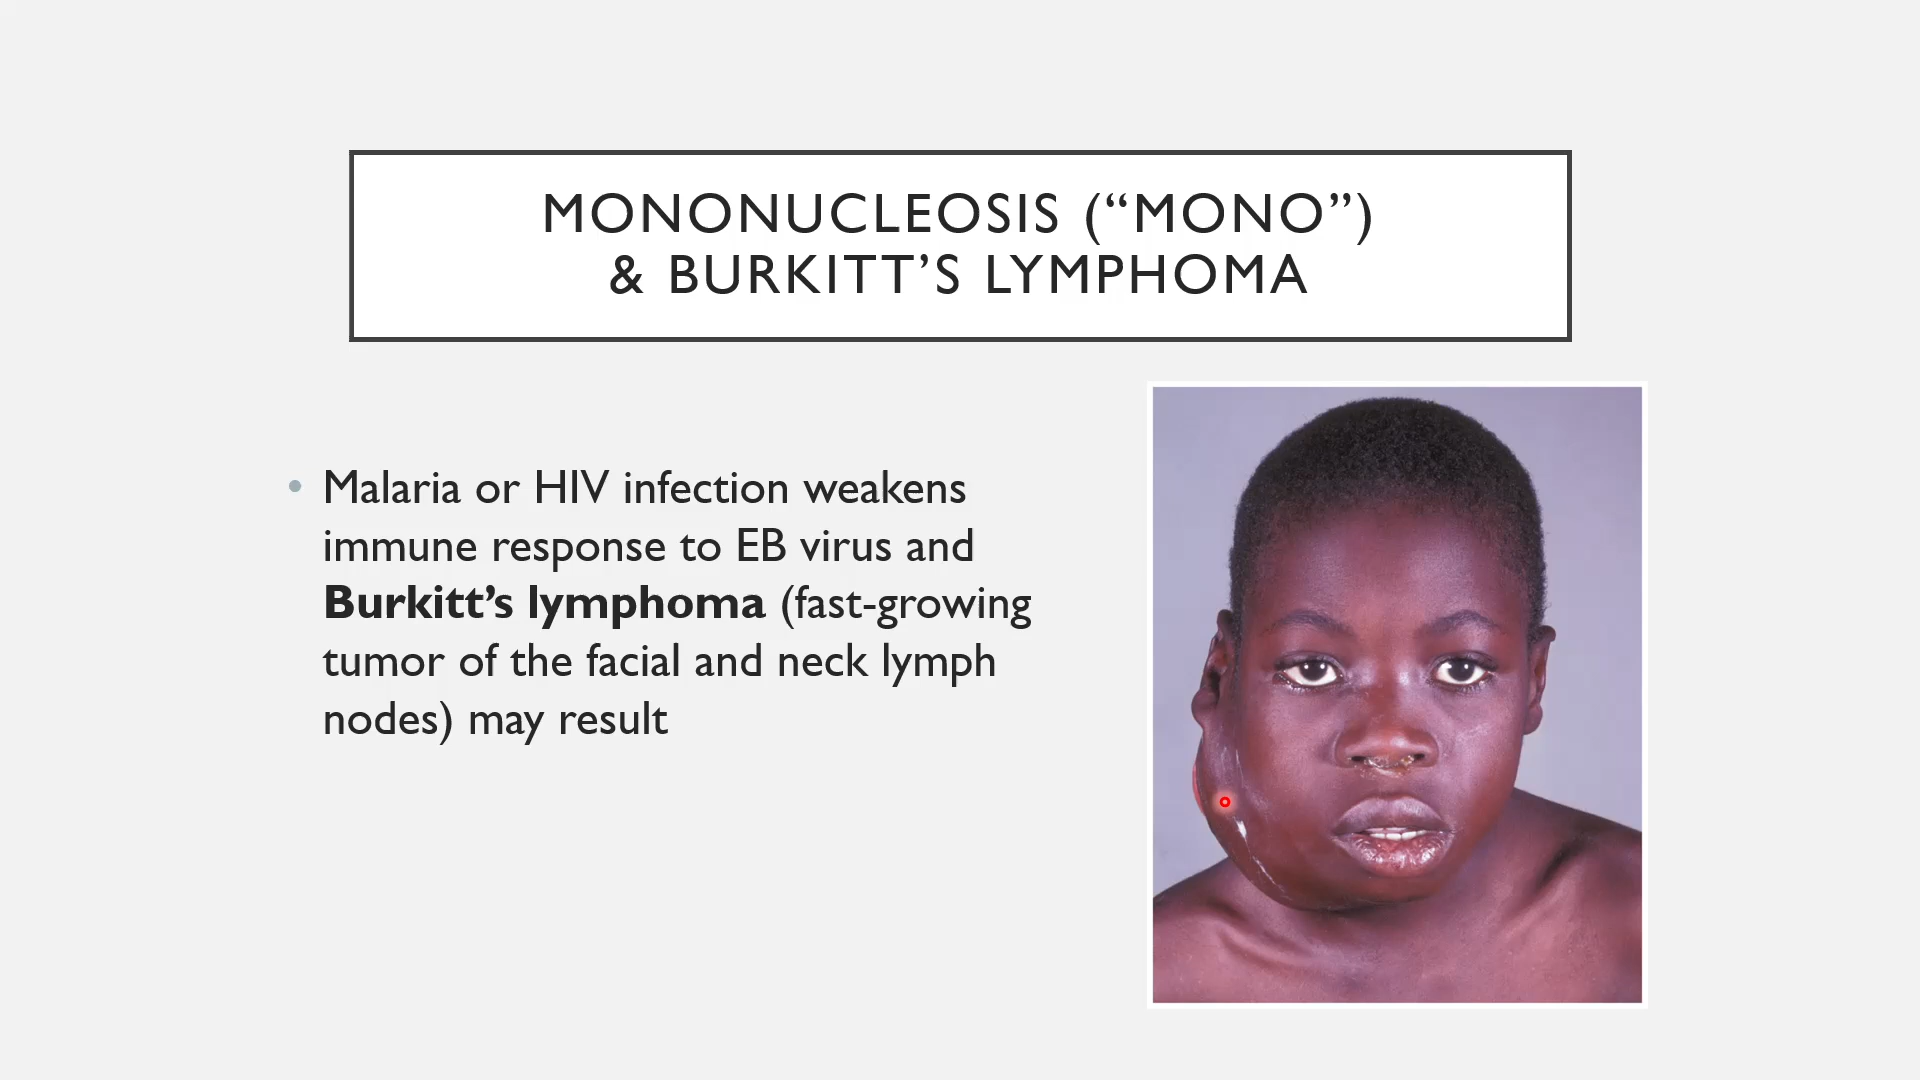 MONONUCLEOSIS (“MONO”)
& BURKITT’S LYMPHOMA
• Malaria or HIV infection weakens
immune response to EB virus and
Burkitt’s lymphoma (fast-growing
tumor of the facial and neck lymph
nodes) may result